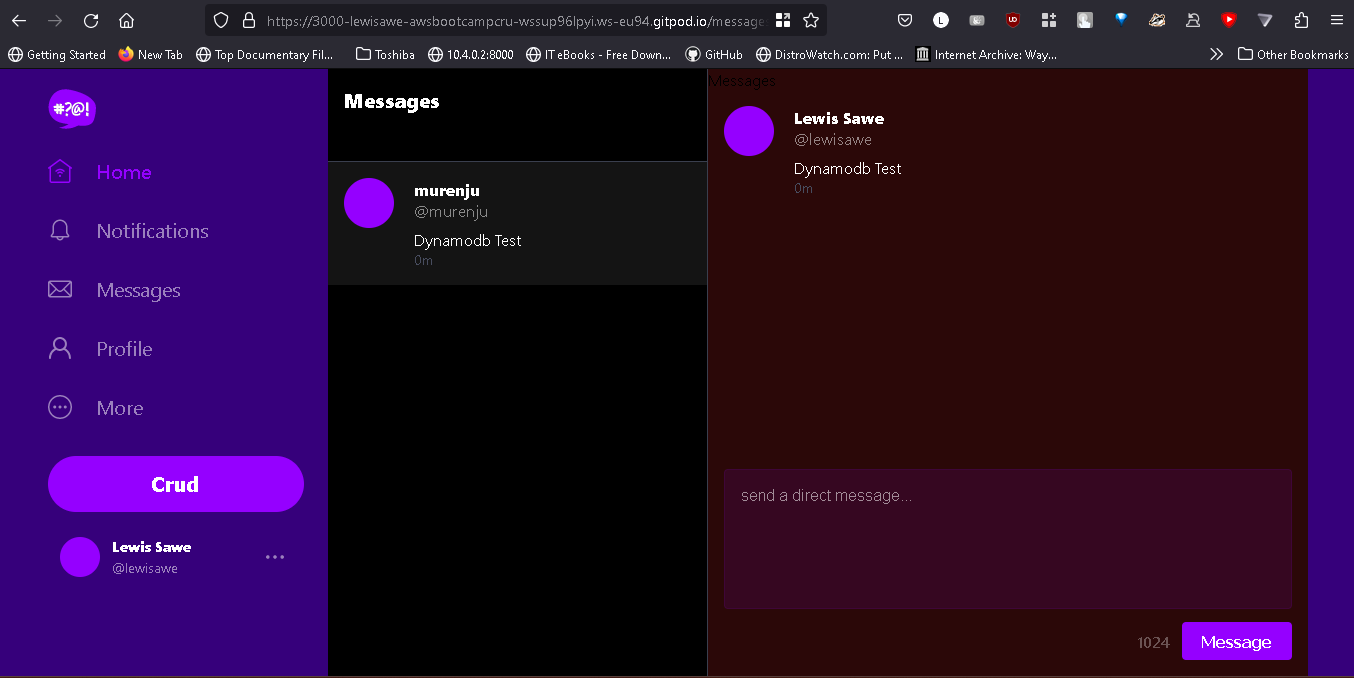 https://3000-lewisawe-awsbootcampcru-wssup96lpyi.ws-eu94.gitpod.io/message
Getting Started New Tab Top Documentary Fil... Toshiba 10.4.0.2:8000 IT eBooks - Free Down... GitHub DistroWatch.com: Put ... Internet Archive: Way... Other Bookmarks
#?@!
Home
Notifications
Messages
Profile
More
Crud
Lewis Sawe
@lewisawe
Messages
murenju
@murenju
Dynamodb Test
0m
Messages
Lewis Sawe
@lewisawe
Dynamodb Test
0m
send a direct message...
1024 Message